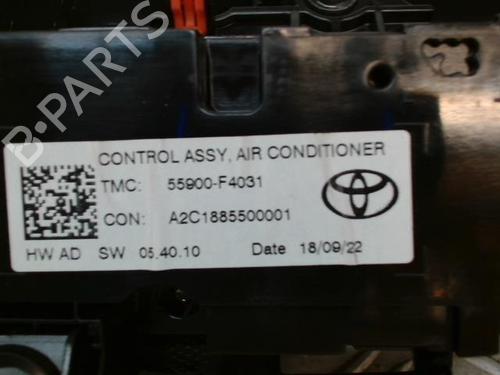 B-PARTS
CONTROL ASSY, AIR CONDITIONER
TMC: 55900-F4031
CON: A2C1885500001
HW AD SW 05.40.10 Date 18/09/22